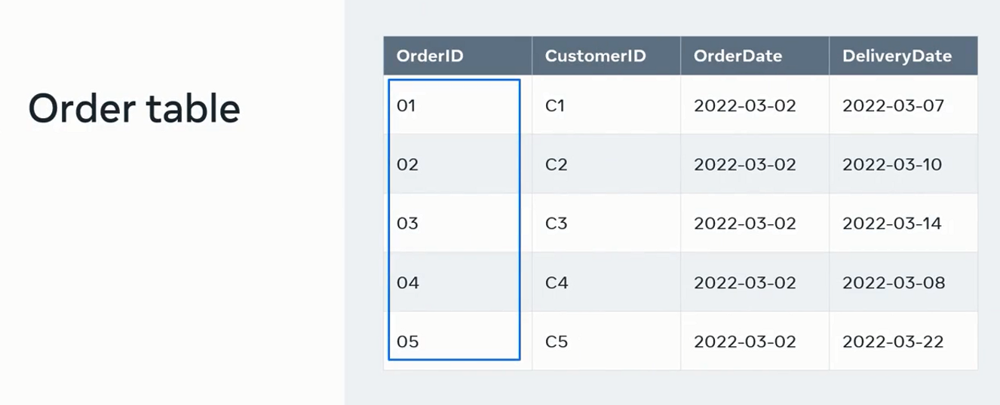 Order table
OrderID CustomerID OrderDate DeliveryDate
01 C1 2022-03-02 2022-03-07
02 C2 2022-03-02 2022-03-10
03 C3 2022-03-02 2022-03-14
04 C4 2022-03-02 2022-03-08
05 C5 2022-03-02 2022-03-22